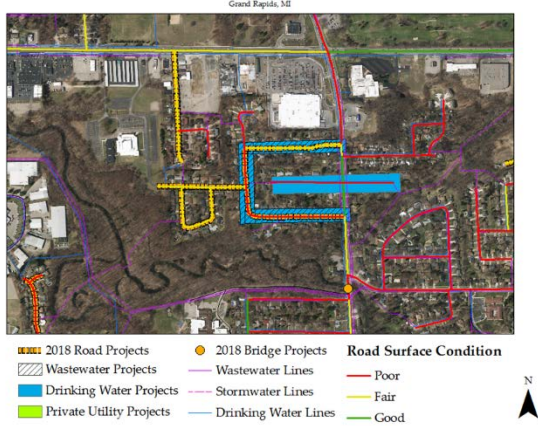 Grand Rapids, MI
2018 Road Projects
Wastewater Projects
Drinking Water Projects
Private Utility Projects
2018 Bridge Projects
Wastewater Lines
Stormwater Lines
Drinking Water Lines
Road Surface Condition
Poor
Fair
Good
N